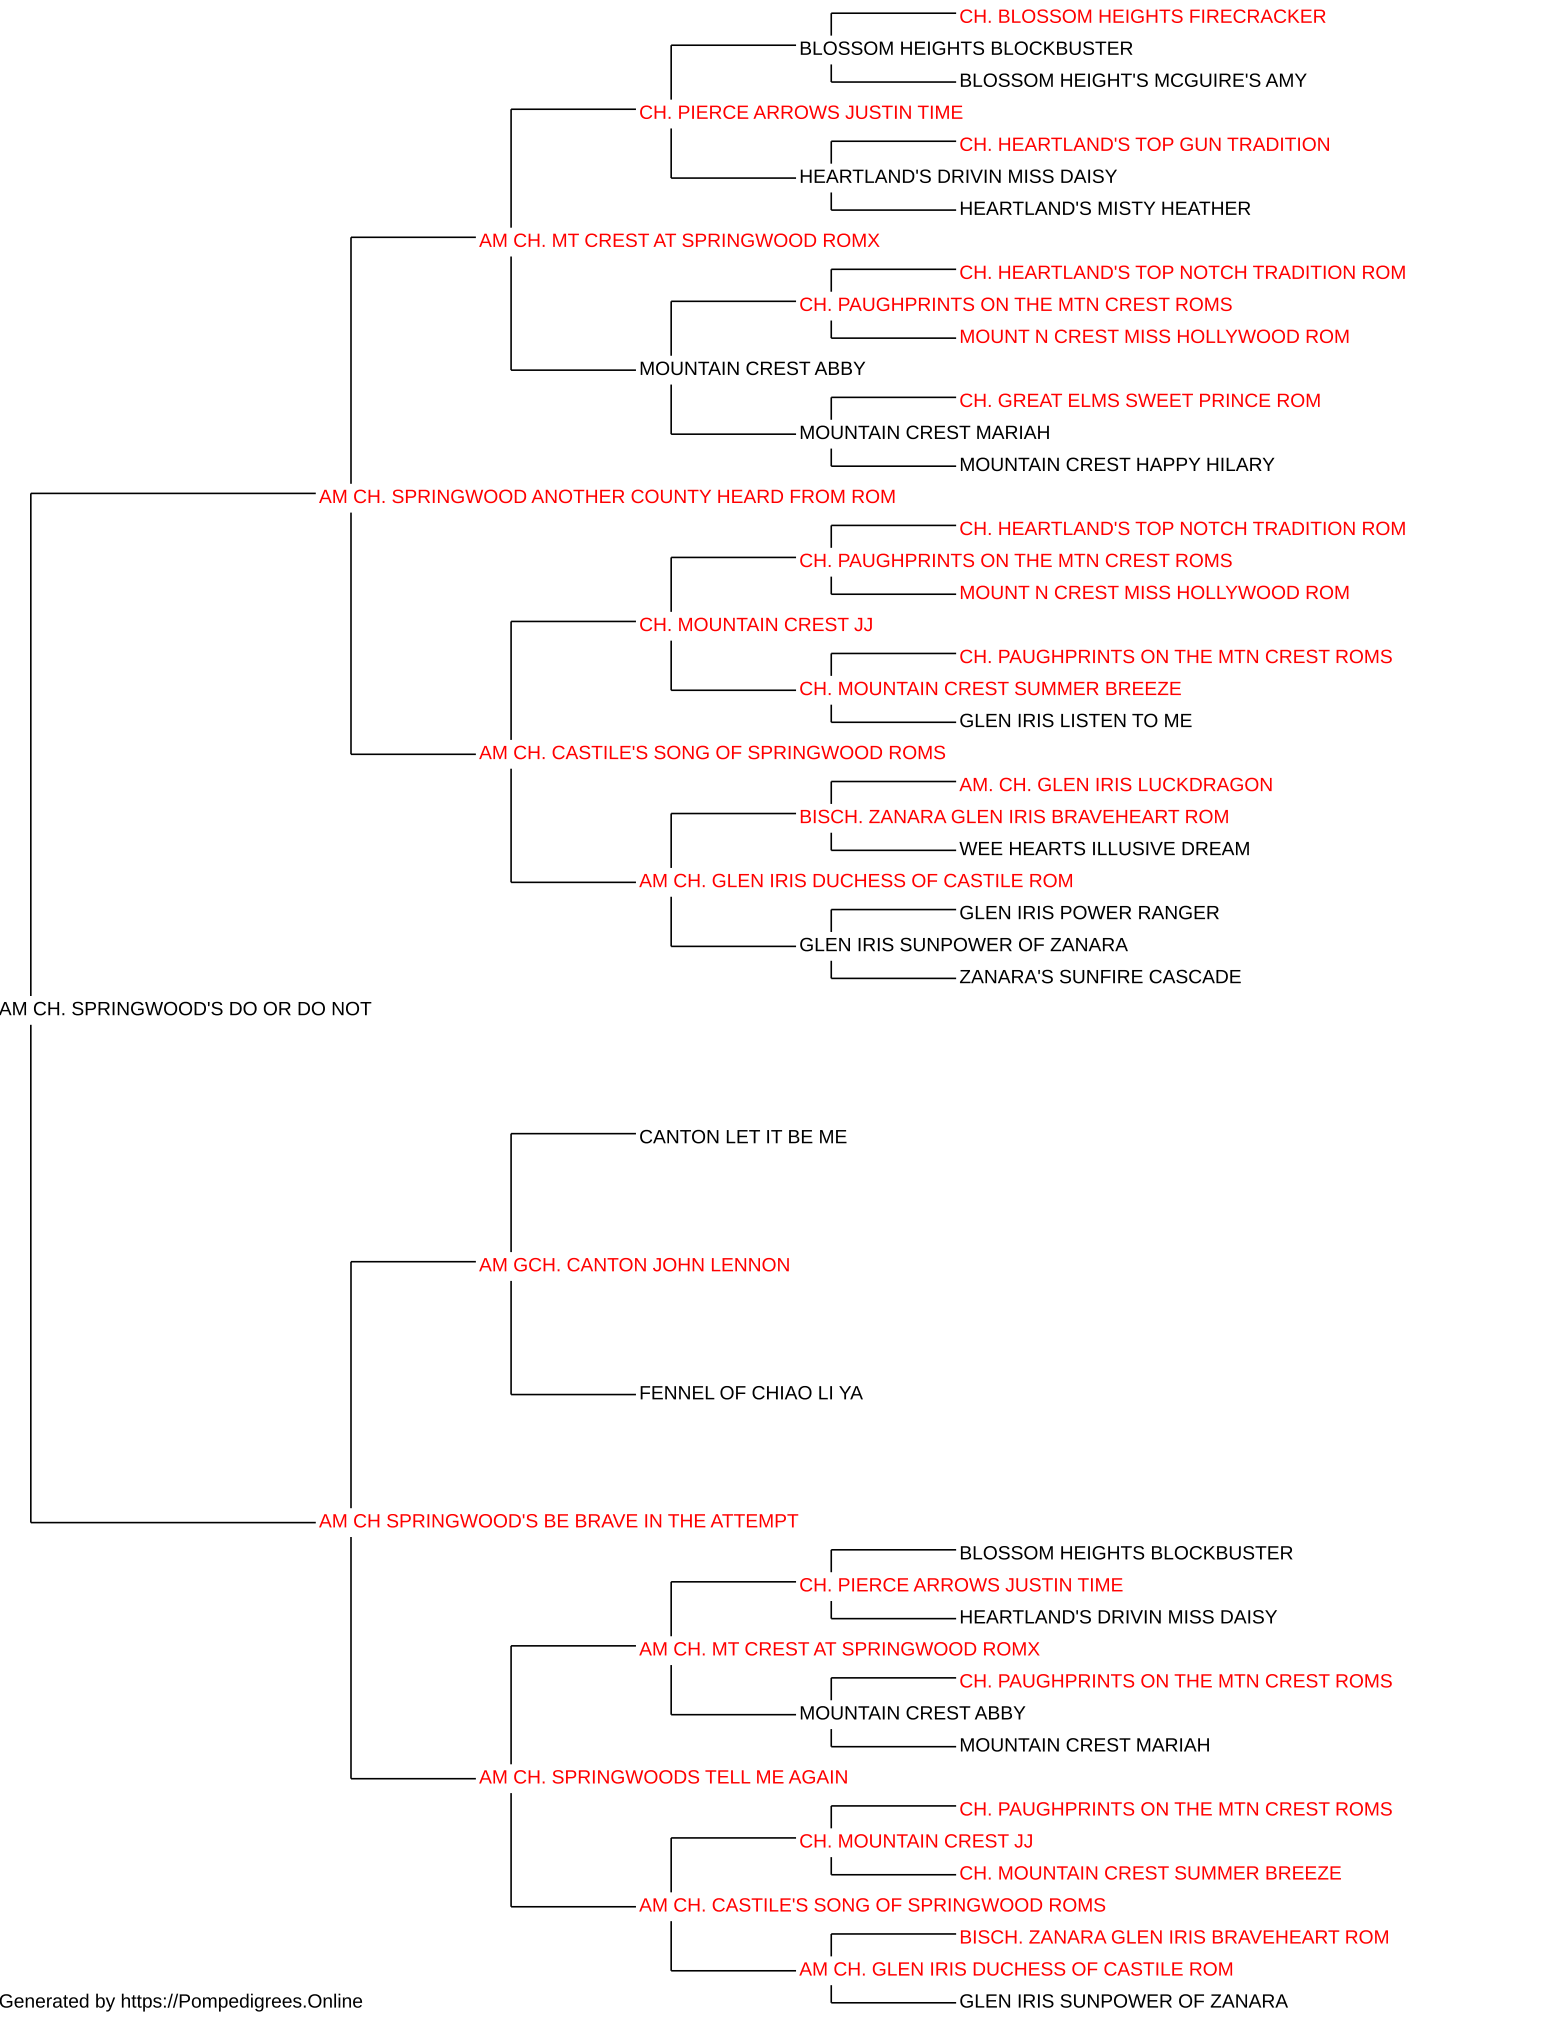 CH. BLOSSOM HEIGHTS FIRECRACKER
BLOSSOM HEIGHTS BLOCKBUSTER
BLOSSOM HEIGHT'S MCGUIRE'S AMY
CH. PIERCE ARROWS JUSTIN TIME
CH. HEARTLAND'S TOP GUN TRADITION
HEARTLAND'S DRIVIN MISS DAISY
HEARTLAND'S MISTY HEATHER
AM CH. MT CREST AT SPRINGWOOD ROMX
CH. HEARTLAND'S TOP NOTCH TRADITION ROM
CH. PAUGHPRINTS ON THE MTN CREST ROMS
MOUNT N CREST MISS HOLLYWOOD ROM
MOUNTAIN CREST ABBY
CH. GREAT ELMS SWEET PRINCE ROM
MOUNTAIN CREST MARIAH
MOUNTAIN CREST HAPPY HILARY
AM CH. SPRINGWOOD ANOTHER COUNTY HEARD FROM ROM
CH. HEARTLAND'S TOP NOTCH TRADITION ROM
CH. PAUGHPRINTS ON THE MTN CREST ROMS
MOUNT N CREST MISS HOLLYWOOD ROM
CH. MOUNTAIN CREST JJ
CH. PAUGHPRINTS ON THE MTN CREST ROMS
CH. MOUNTAIN CREST SUMMER BREEZE
GLEN IRIS LISTEN TO ME
AM CH. CASTILE'S SONG OF SPRINGWOOD ROMS
AM. CH. GLEN IRIS LUCKDRAGON
BISCH. ZANARA GLEN IRIS BRAVEHEART ROM
WEE HEARTS ILLUSIVE DREAM
AM CH. GLEN IRIS DUCHESS OF CASTILE ROM
GLEN IRIS POWER RANGER
GLEN IRIS SUNPOWER OF ZANARA
ZANARA'S SUNFIRE CASCADE
AM CH. SPRINGWOOD'S DO OR DO NOT
CANTON LET IT BE ME
AM GCH. CANTON JOHN LENNON
FENNEL OF CHIAO LI YA
AM CH SPRINGWOOD'S BE BRAVE IN THE ATTEMPT
BLOSSOM HEIGHTS BLOCKBUSTER
CH. PIERCE ARROWS JUSTIN TIME
HEARTLAND'S DRIVIN MISS DAISY
AM CH. MT CREST AT SPRINGWOOD ROMX
CH. PAUGHPRINTS ON THE MTN CREST ROMS
MOUNTAIN CREST ABBY
MOUNTAIN CREST MARIAH
AM CH. SPRINGWOODS TELL ME AGAIN
CH. PAUGHPRINTS ON THE MTN CREST ROMS
CH. MOUNTAIN CREST JJ
CH. MOUNTAIN CREST SUMMER BREEZE
AM CH. CASTILE'S SONG OF SPRINGWOOD ROMS
BISCH. ZANARA GLEN IRIS BRAVEHEART ROM
AM CH. GLEN IRIS DUCHESS OF CASTILE ROM
GLEN IRIS SUNPOWER OF ZANARA
Generated by https://Pompedigrees.Online